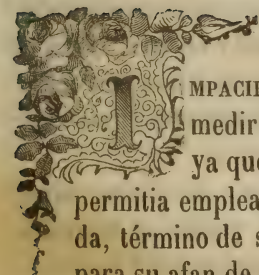 IMPACIE
medir
ya que
permitia emplea
da, término de s
para su afan de